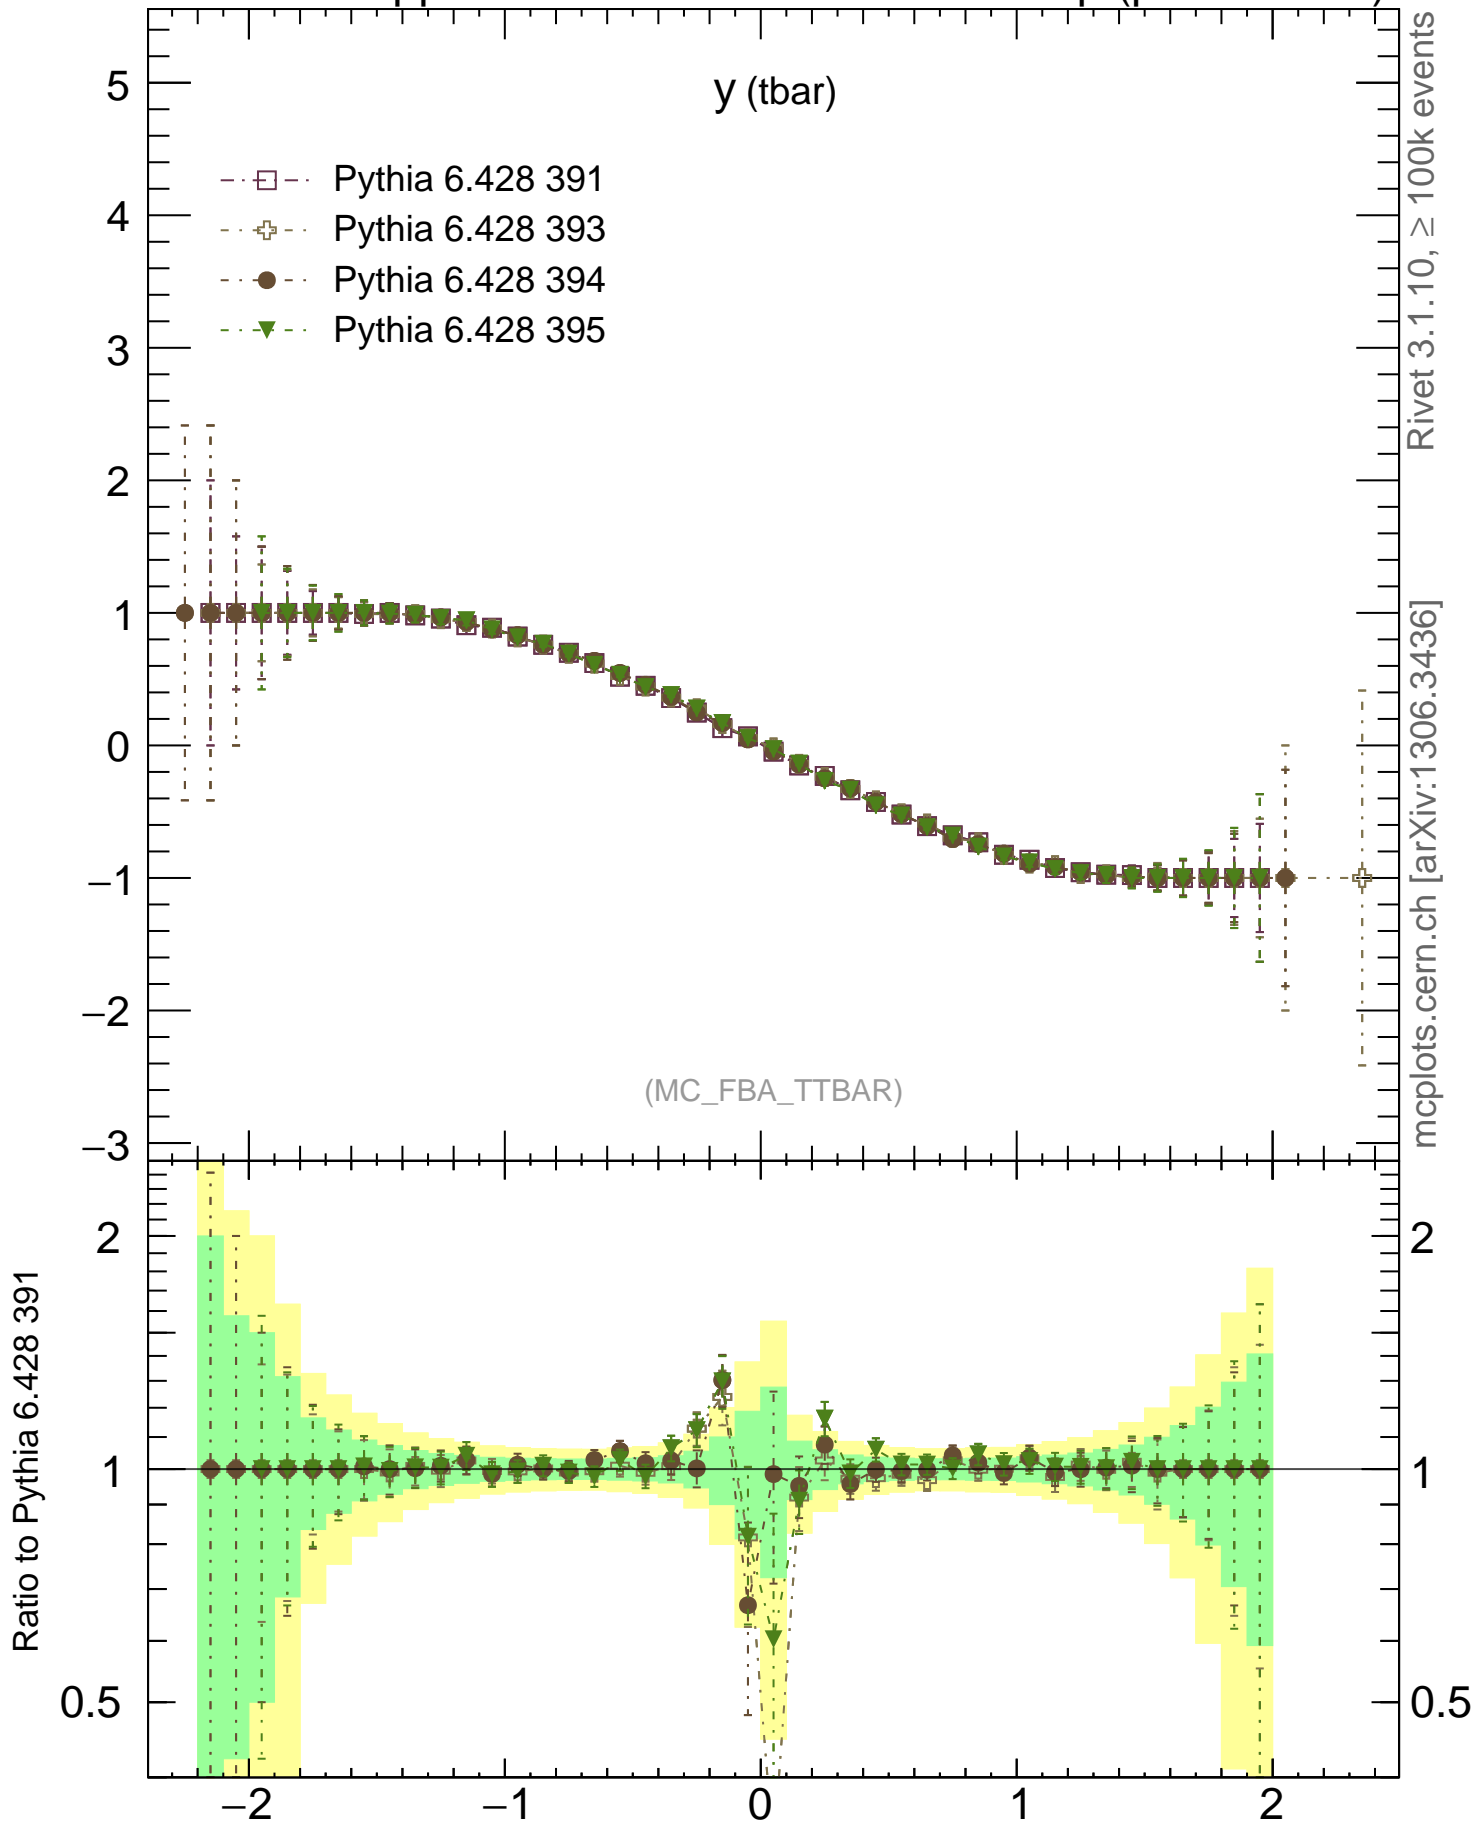 y (tbar)
Pythia 6.428 391
Pythia 6.428 393
Pythia 6.428 394
Pythia 6.428 395
5
4
3
2
1
0
−1
−2
−3
(MC_FBA_TTBAR)
Rivet 3.1.10, ≥ 100k events
mcplots.cern.ch [arXiv:1306.3436]
Ratio to Pythia 6.428 391
2
1
0.5
2
1
0.5
−2
−1
0
1
2